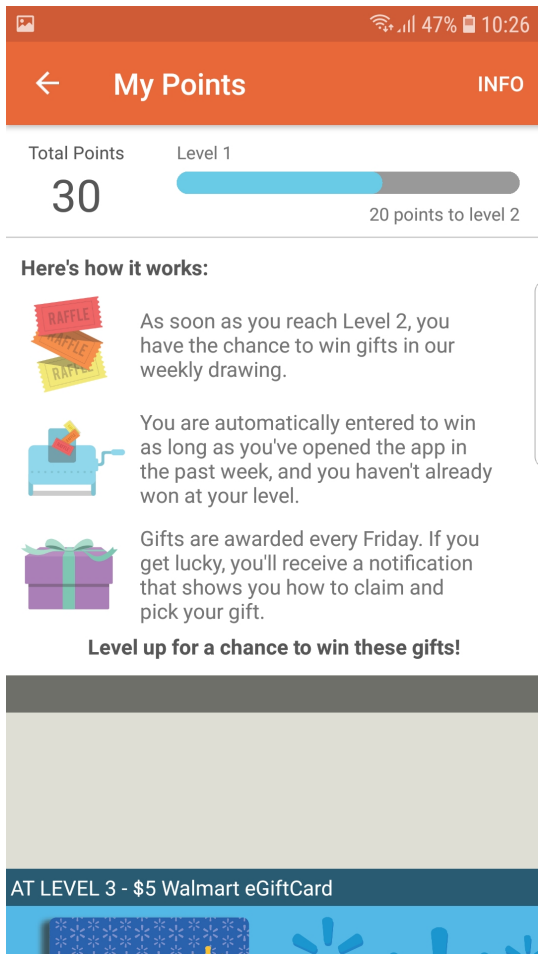 47% 10:26
My Points
INFO
Total Points
30
Level 1
20 points to level 2
Here's how it works:
RAFFLE
RAFFLE
RAFFLE
As soon as you reach Level 2, you
have the chance to win gifts in our
weekly drawing.
You are automatically entered to win
as long as you've opened the app in
the past week, and you haven't already
won at your level.
Gifts are awarded every Friday. If you
get lucky, you'll receive a notification
that shows you how to claim and
pick your gift.
Level up for a chance to win these gifts!
AT LEVEL 3 - $5 Walmart eGiftCard